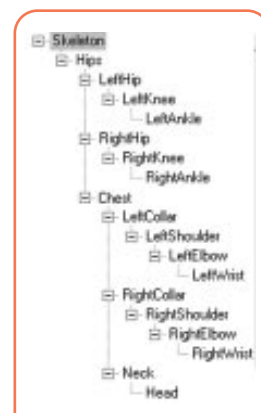 Skeleton
Hips
LeftHip
LeftKnee
LeftAnkle
RightHip
RightKnee
RightAnkle
Chest
LeftCollar
LeftShoulder
LeftElbow
LeftWrist
RightCollar
RightShoulder
RightElbow
RightWrist
Neck
Head